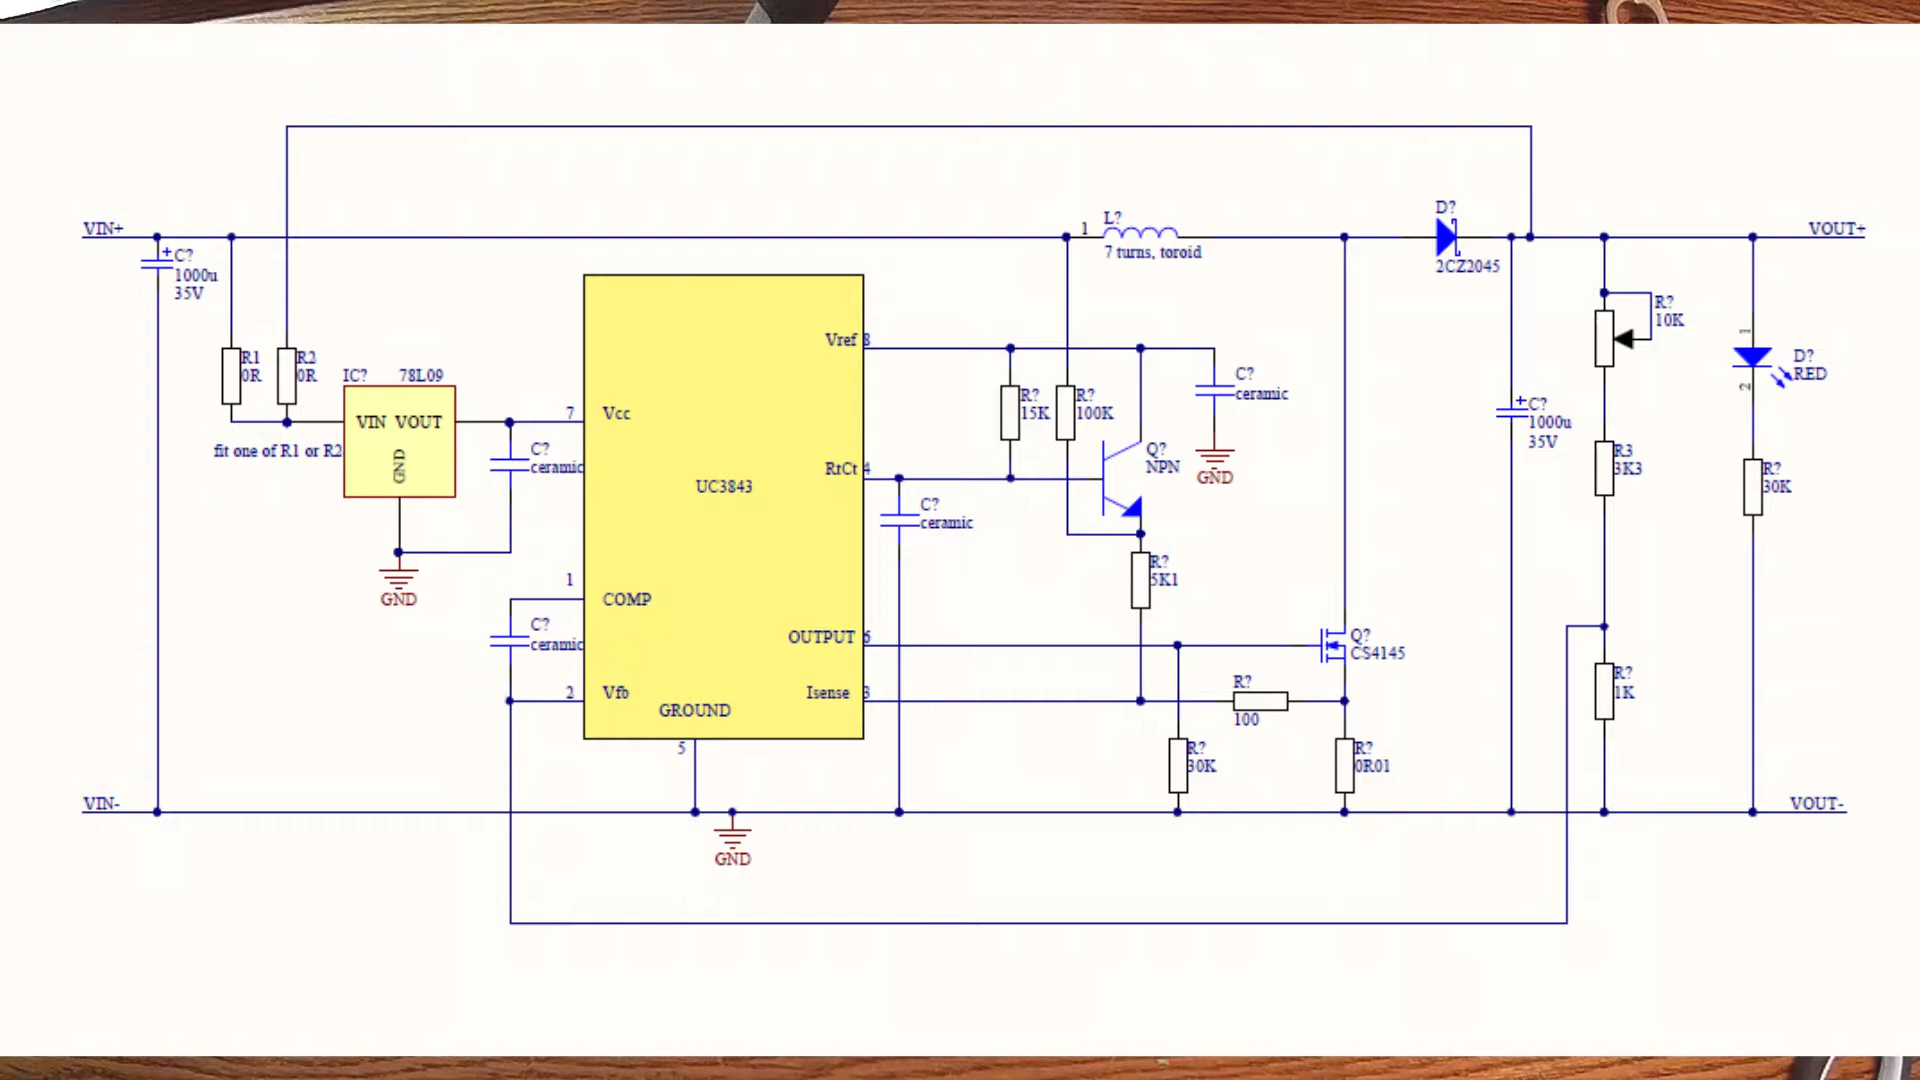 VIN+
C?
1000u
35V
R1
0R
R2
0R
fit one of R1 or R2
IC?
78L09
VIN VOUT
GND
GND
C?
ceramic
7
Vcc
UC3843
1
COMP
C?
ceramic
2
Vfb
GROUND
5
Vref
8
RtCt
4
OUTPUT
6
Isense
3
C?
ceramic
R?
15K
R?
100K
1
L?
7 turns, toroid
Q?
NPN
C?
ceramic
GND
R?
5K1
R?
100
R?
30K
Q?
CS4145
R?
0R01
D?
2CZ2045
C?
1000u
35V
R?
10K
R3
3K3
R?
1K
1
D?
RED
2
R?
30K
VOUT+
VIN-
GND
VOUT-